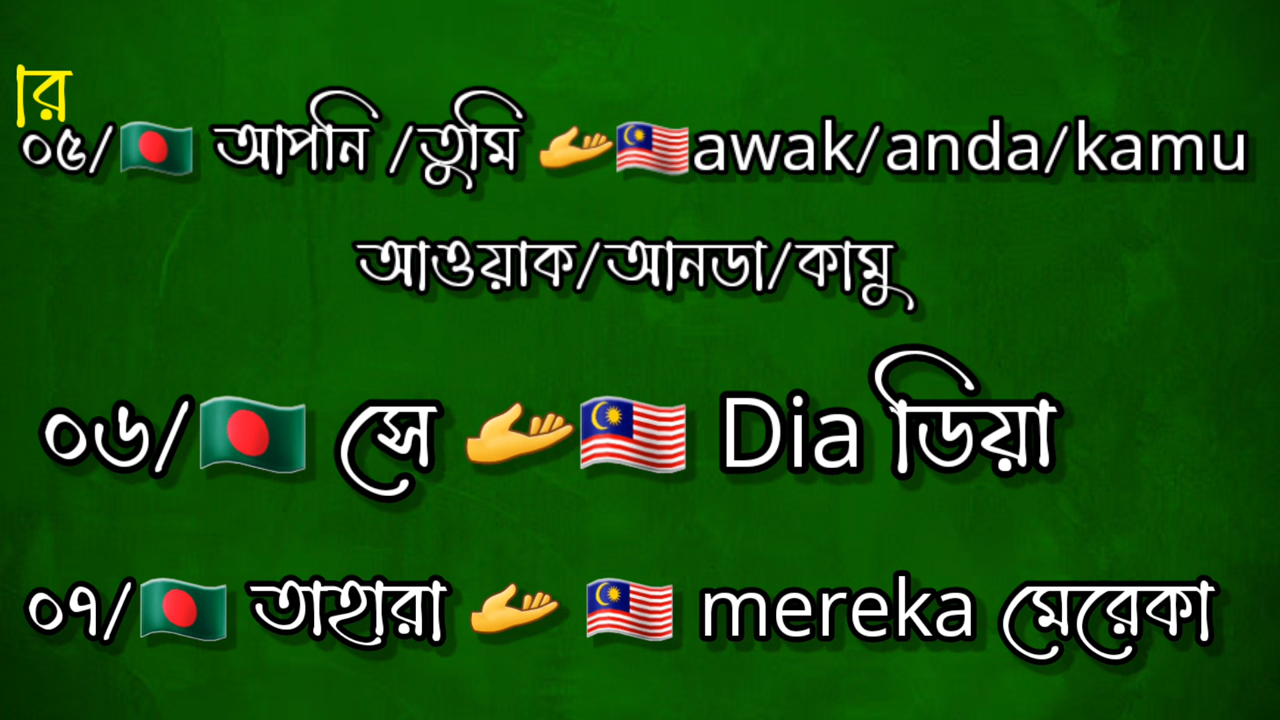 ার
০৫/🇧🇩 আপনি /তুমি 🫴🇲🇾awak/anda/kamu
আওয়াক/আনডা/কামু
০৬/🇧🇩 সে 🫴🇲🇾 Dia ডিয়া
০৭/🇧🇩 তাহারা 🫴 🇲🇾 mereka মেরেকা